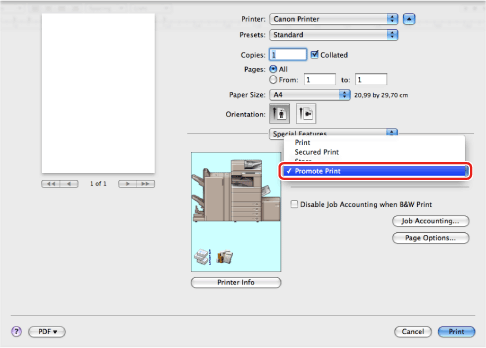 Printer: Canon Printer
Presets: Standard
Copies: 1 Collated
Pages: All
From: 1 to: 1
Paper Size: A4 20,99 by 29,70 cm
Orientation:
Special Features
Print
Secured Print
Store
Promote Print
1 of 1
Disable Job Accounting when B&W Print
Job Accounting...
Page Options...
Printer Info
? PDF Cancel Print